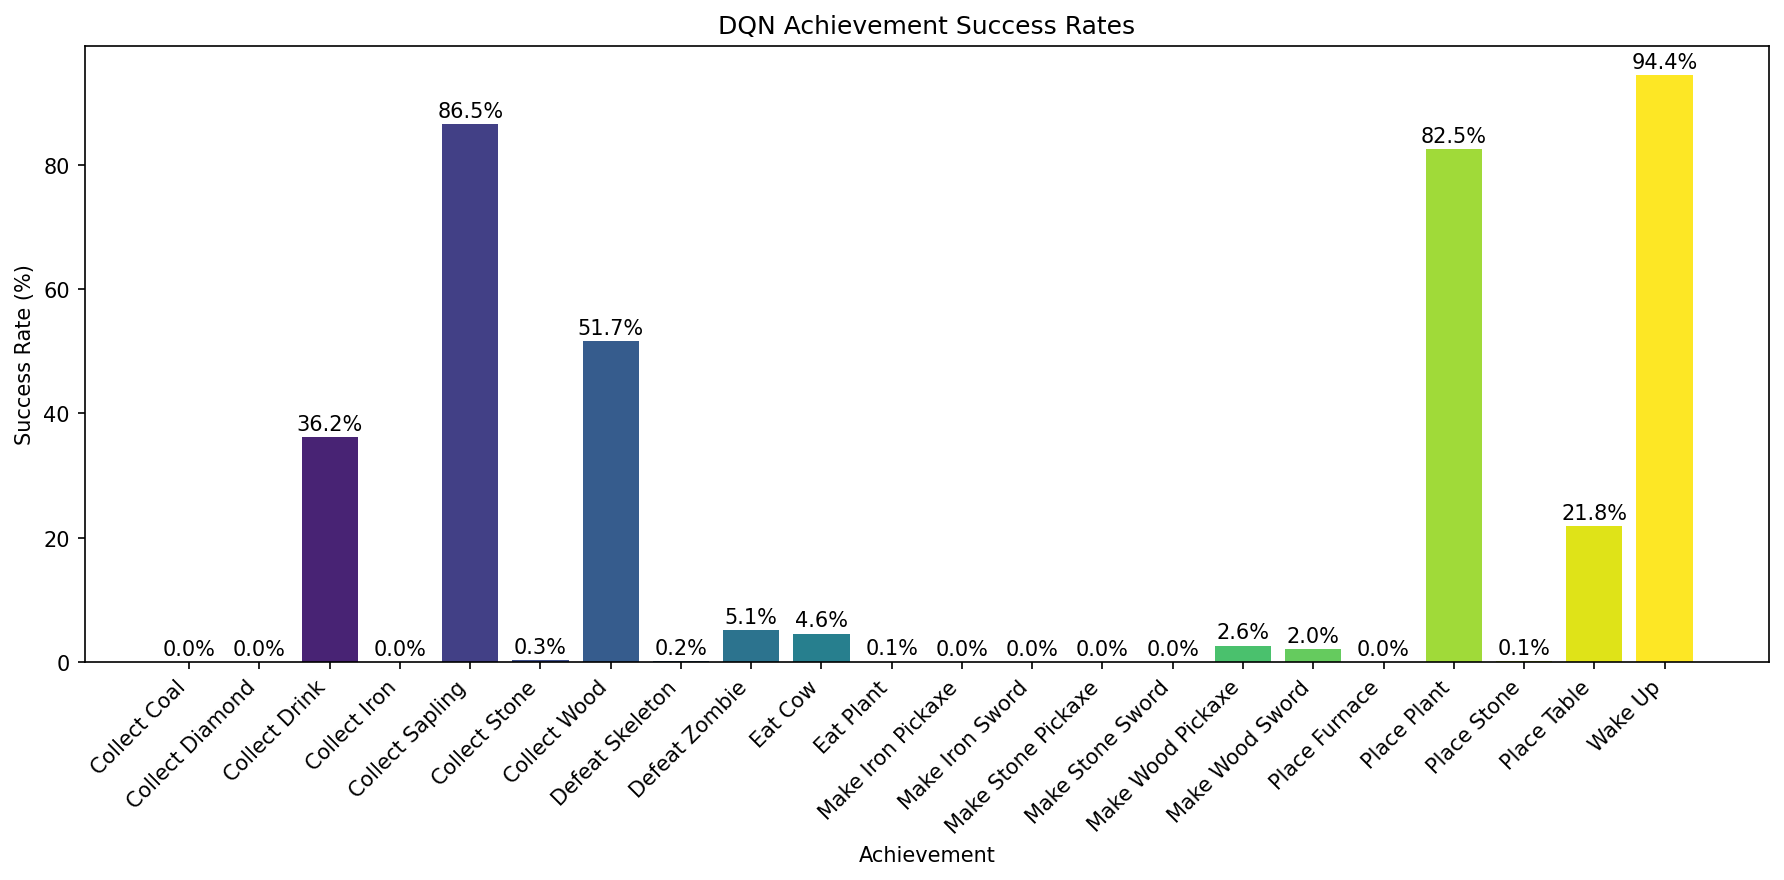 DQN Achievement Success Rates
Success Rate (%)
80
60
40
20
0
0.0%
0.0%
36.2%
0.0%
86.5%
0.3%
51.7%
0.2%
5.1%
4.6%
0.1%
0.0%
0.0%
0.0%
0.0%
2.6%
2.0%
0.0%
82.5%
0.1%
21.8%
94.4%
Collect Coal
Collect Diamond
Collect Drink
Collect Iron
Collect Sapling
Collect Stone
Collect Wood
Defeat Skeleton
Defeat Zombie
Eat Cow
Eat Plant
Make Iron Pickaxe
Make Iron Sword
Make Stone Pickaxe
Make Stone Sword
Make Wood Pickaxe
Make Wood Sword
Place Furnace
Place Plant
Place Stone
Place Table
Wake Up
Achievement